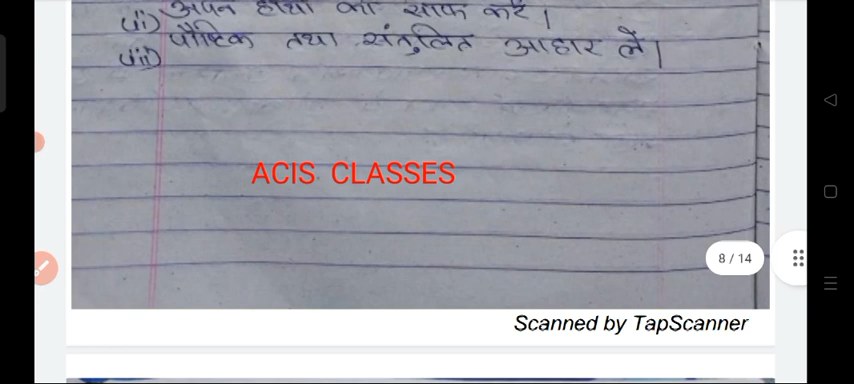 (ii) अपने हाथों को साफ करें।
(iii) पौष्टिक तथा संतुलित आहार लें।
ACIS CLASSES
8 / 14
Scanned by TapScanner